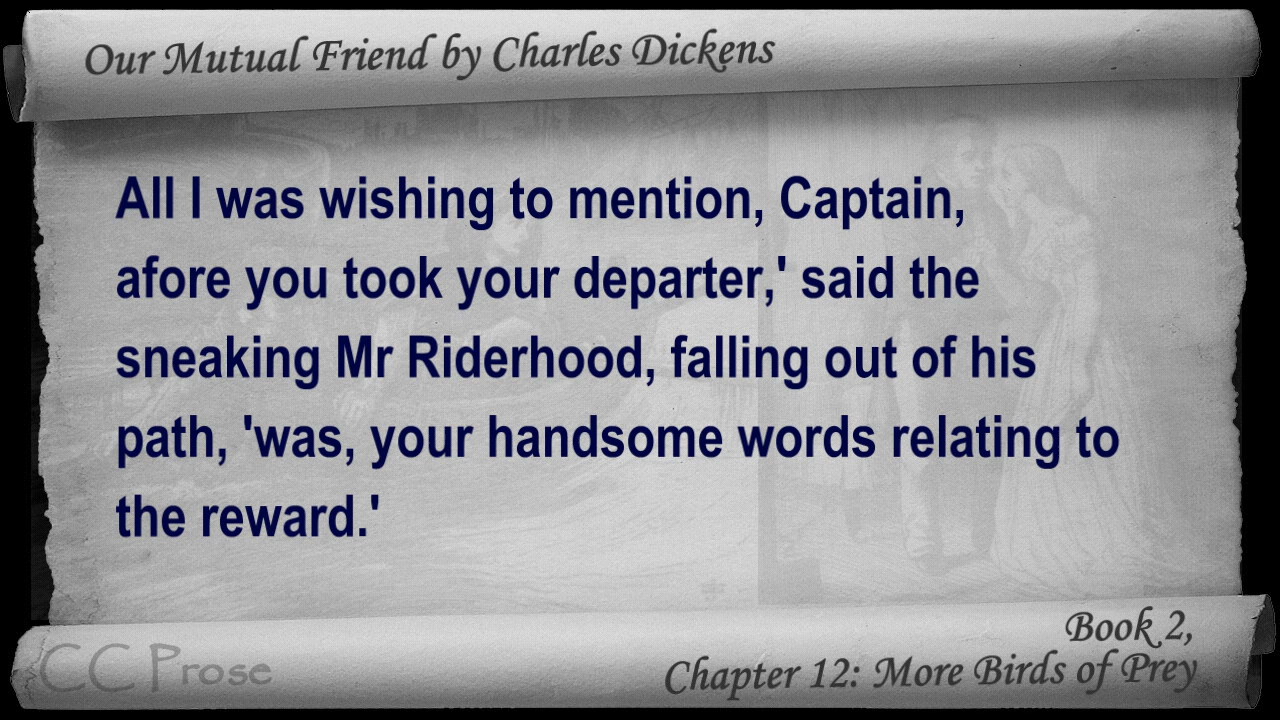 Our Mutual Friend by Charles Dickens
All I was wishing to mention, Captain,
afore you took your departer,' said the
sneaking Mr Riderhood, falling out of his
path, 'was, your handsome words relating to
the reward.'
CC Prose
Book 2,
Chapter 12: More Birds of Prey